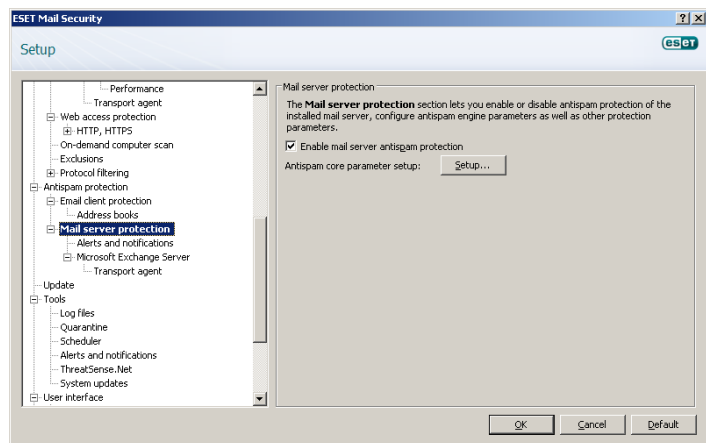 ESET Mail Security
Setup
eset
Performance
Transport agent
Web access protection
HTTP, HTTPS
On-demand computer scan
Exclusions
Protocol filtering
Antispam protection
Email client protection
Address books
Mail server protection
Alerts and notifications
Microsoft Exchange Server
Transport agent
Update
Tools
Log files
Quarantine
Scheduler
Alerts and notifications
ThreatSense.Net
System updates
User interface
Mail server protection
The Mail server protection section lets you enable or disable antispam protection of the
installed mail server, configure antispam engine parameters as well as other protection
parameters.
Enable mail server antispam protection
Antispam core parameter setup: Setup...
OK Cancel Default